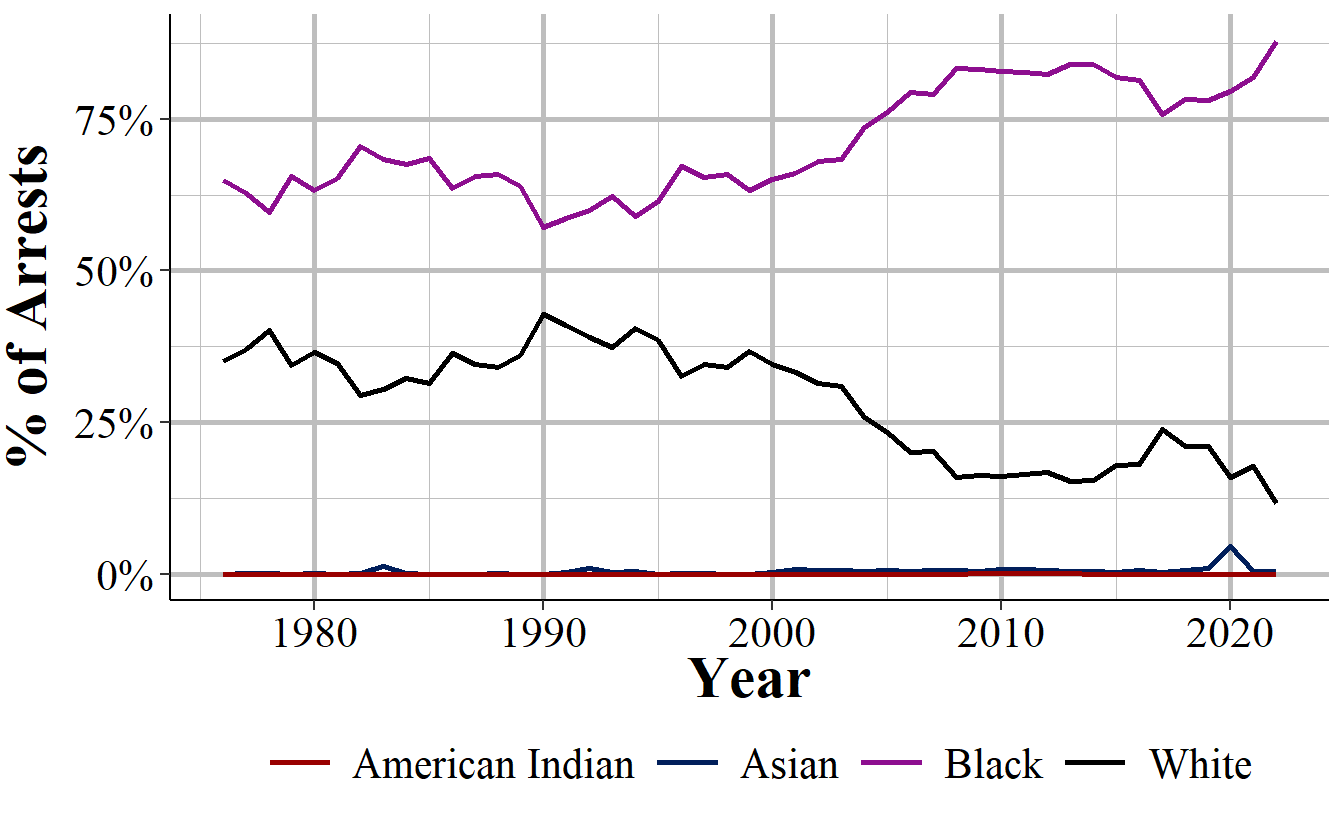 % of Arrests
75%
50%
25%
0%
1980 1990 2000 2010 2020
Year
American Indian Asian Black White